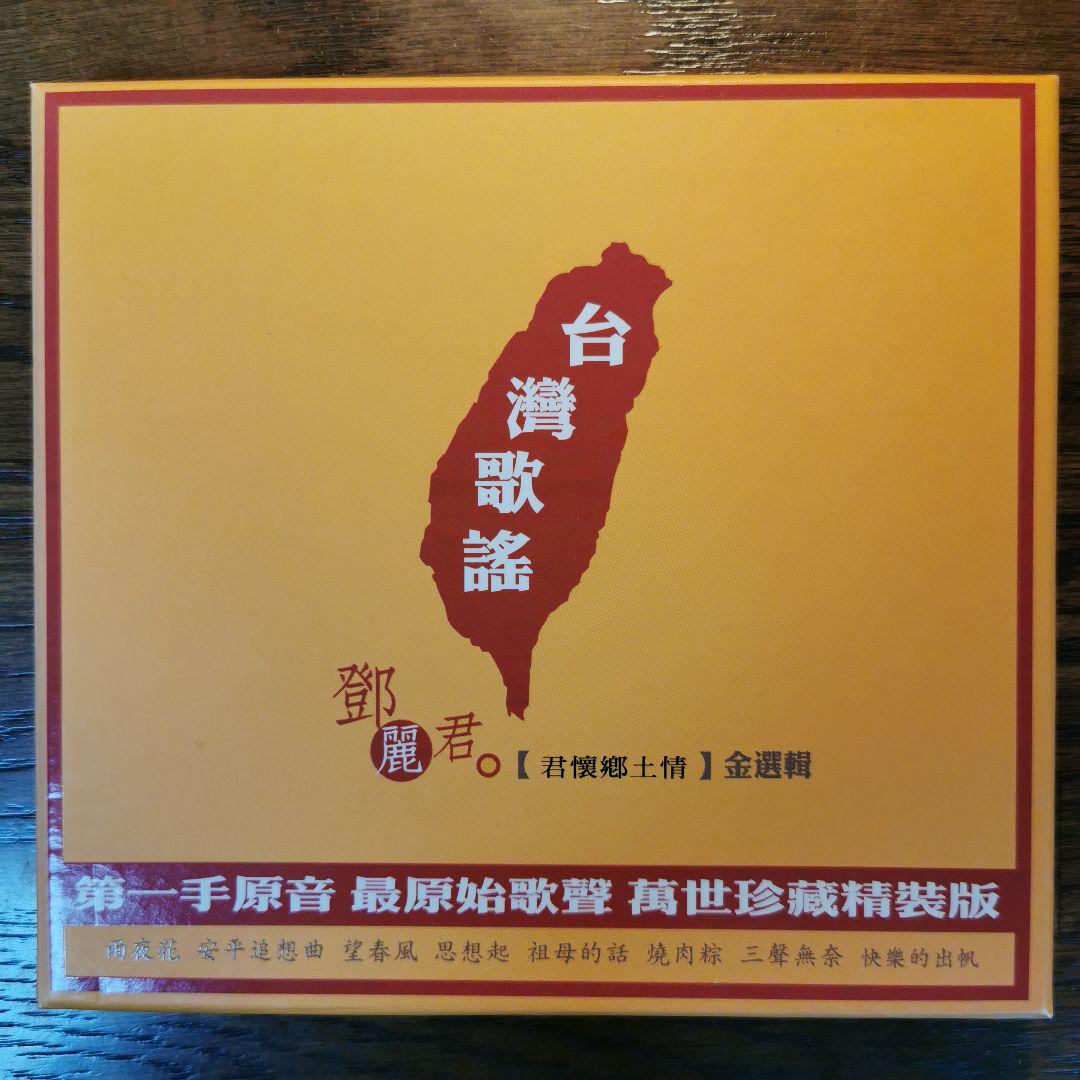 台灣歌謠
鄧麗君。【君懷鄉土情】金選輯
第一手原音 最原始歌聲 萬世珍藏精裝版
雨夜花 安平追想曲 望春風 思想起 祖母的話 燒肉粽 三聲無奈 快樂的出帆